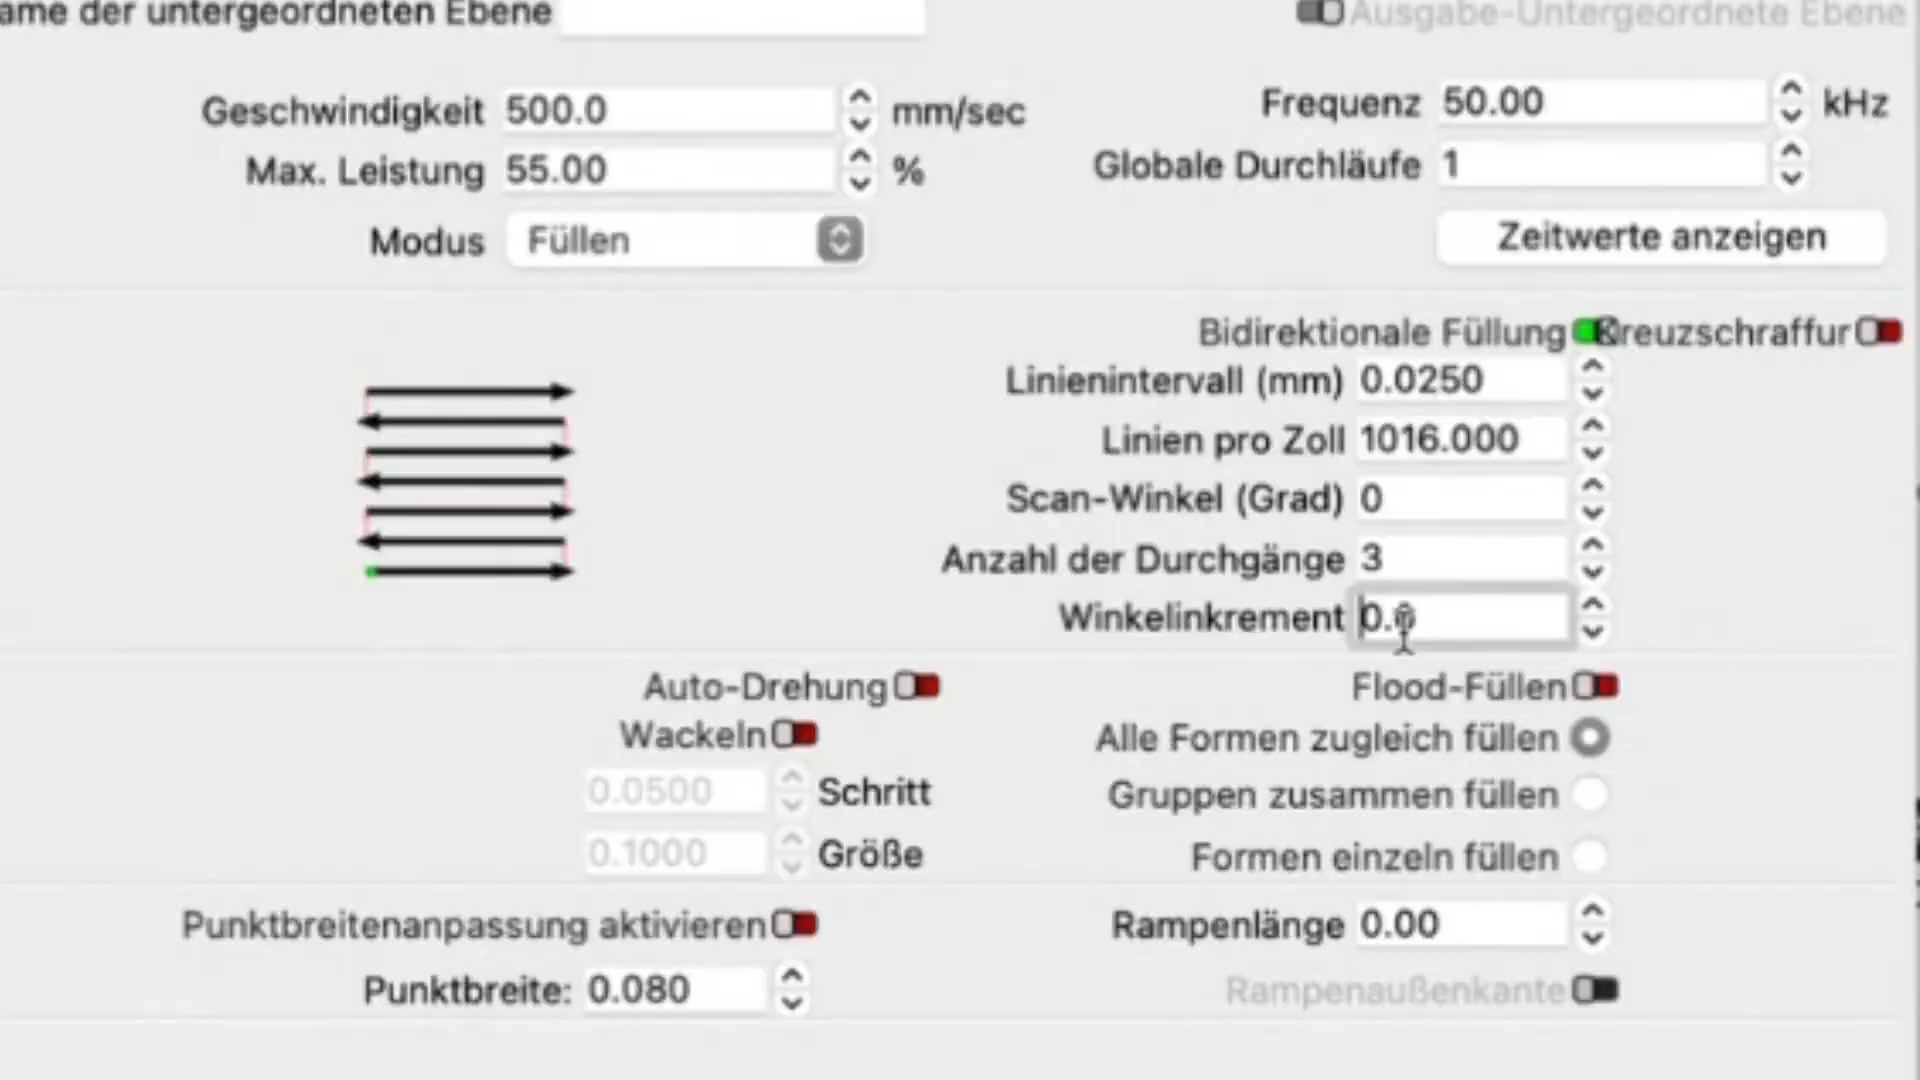 ame der untergeordneten Ebene
Ausgabe-Untergeordnete Ebene
Geschwindigkeit 500.0 mm/sec
Frequenz 50.00 kHz
Max. Leistung 55.00 %
Globale Durchläufe 1
Modus Füllen
Zeitwerte anzeigen
Bidirektionale Füllung Kreuzschraffur
Linienintervall (mm) 0.0250
Linien pro Zoll 1016.000
Scan-Winkel (Grad) 0
Anzahl der Durchgänge 3
Winkelinkrement 0.0
Auto-Drehung
Flood-Füllen
Wackeln
Alle Formen zugleich füllen
0.0500 Schritt
Gruppen zusammen füllen
0.1000 Größe
Formen einzeln füllen
Punktbreitenanpassung aktivieren
Rampenlänge 0.00
Punktbreite: 0.080
Rampenaußenkante